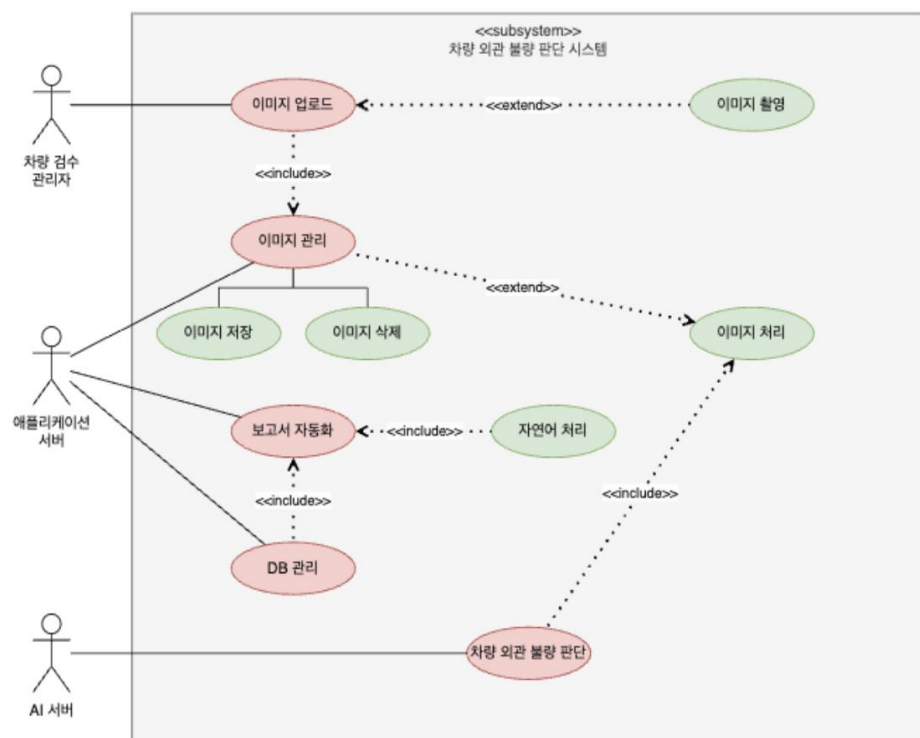 <<subsystem>>
차량 외관 불량 판단 시스템
이미지 업로드
<<extend>>
이미지 촬영
차량 검수
관리자
<<include>>
이미지 관리
<<extend>>
이미지 저장
이미지 삭제
이미지 처리
애플리케이션
서버
보고서 자동화
<<include>>
자연어 처리
<<include>>
<<include>>
DB 관리
차량 외관 불량 판단
AI 서버